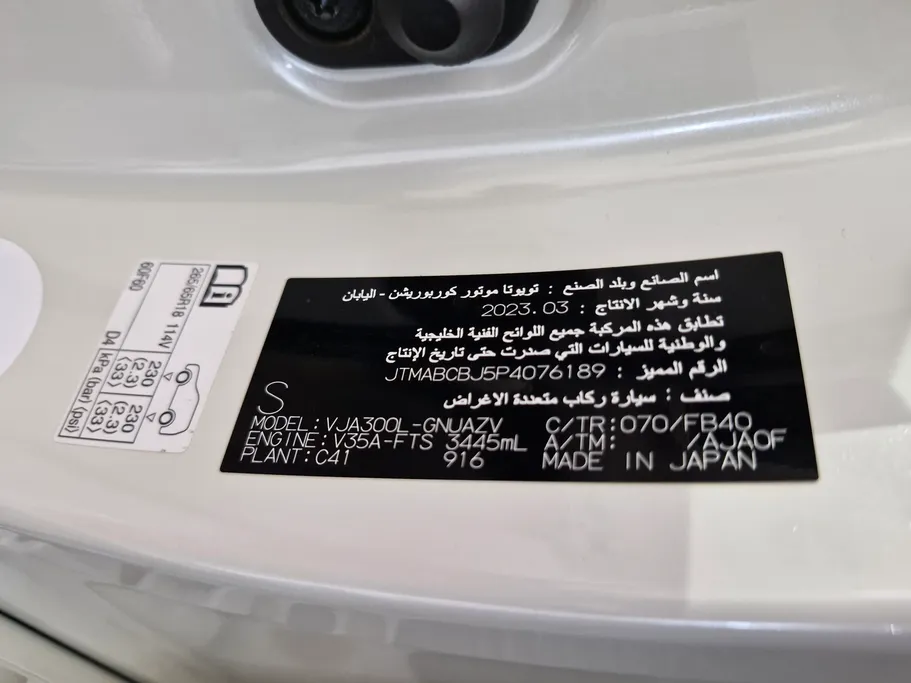 اسم الصانع وبلد الصنع : تويوتا موتور كوربوريشن - اليابان
سنة وشهر الانتاج : 2023.03
تطابق هذه المركبة جميع اللوائح الفنية الخليجية
والوطنية للسيارات التي صدرت حتى تاريخ الإنتاج
الرقم المميز : JTMABCBJ5P4076189
صنف : سيارة ركاب متعددة الاغراض
S
MODEL:VJA300L-GNUAZV C/TR:070/FB40
ENGINE:V35A-FTS 3445mL A/TM: /AJA0F
PLANT:C41 916 MADE IN JAPAN
265/65R18 114V
230 (2.3) (33)
230 (2.3) (33)
60F60 D4 kPa (bar) (psi)